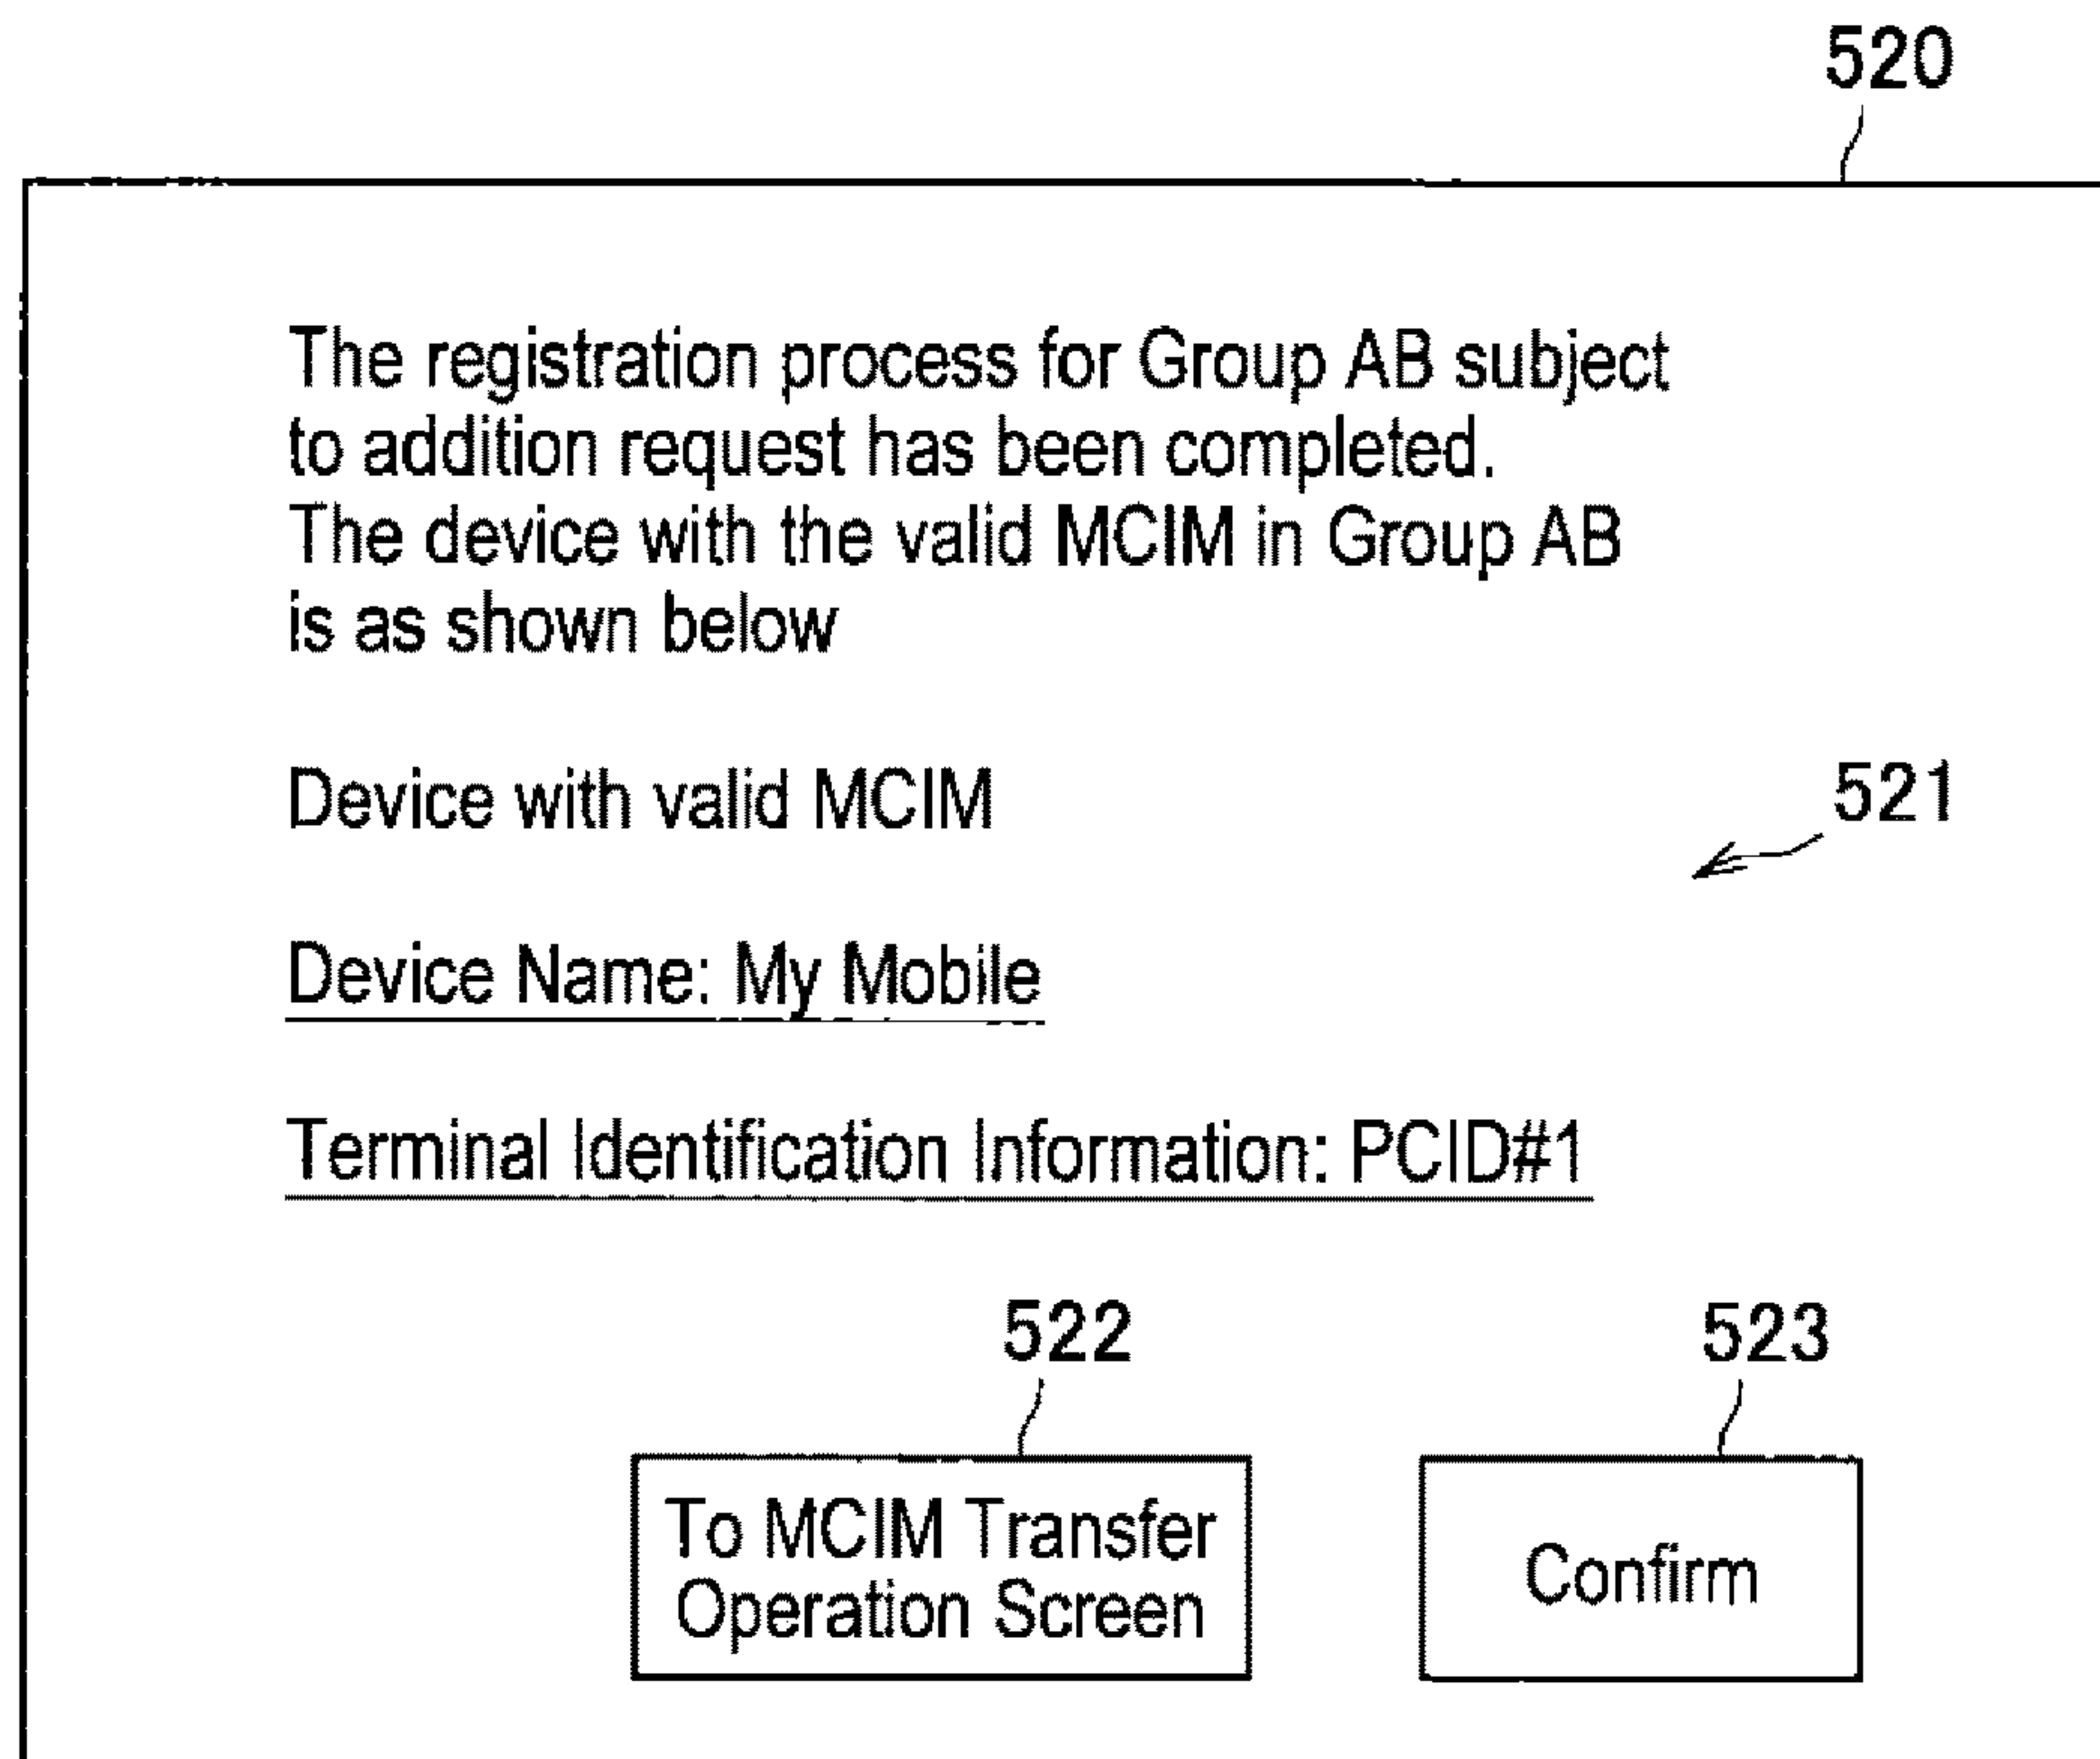 520
The registration process for Group AB subject
to addition request has been completed.
The device with the valid MCIM in Group AB
is as shown below
Device with valid MCIM
521
Device Name: My Mobile
Terminal Identification Information: PCID#1
522
523
To MCIM Transfer
Operation Screen
Confirm